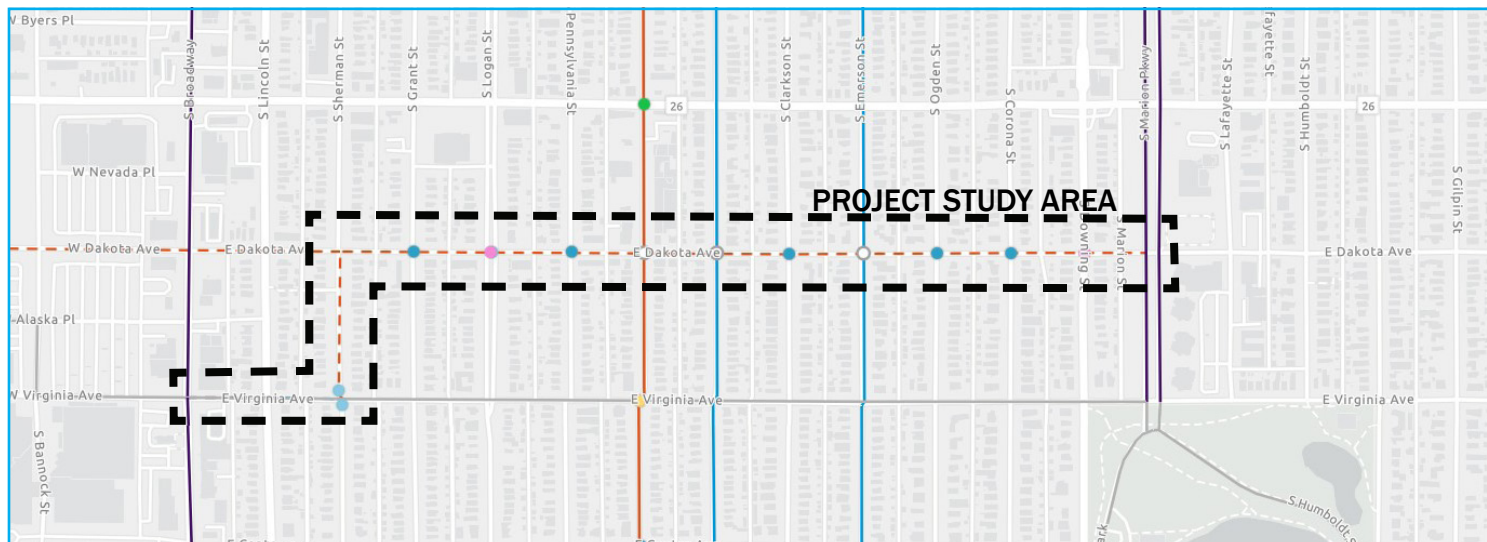 W Byers Pl
S Broadway
S Lincoln St
S Sherman St
S Grant St
S Logan St
Pennsylvania St
26
S Clarkson St
S Emerson St
S Ogden St
S Corona St
S Marion Pkwy
S Lafayette St
fayette St
S Humboldt St
26
S Gilpin St
W Nevada Pl
PROJECT STUDY AREA
W Dakota Ave
E Dakota Av
E Dakota Ave
S Marion St
E Dakota Ave
Alaska Pl
W Virginia Ave
E Virginia Ave
E Virginia Ave
E Virginia Ave
S Bannock St
S Humboldt S
ark